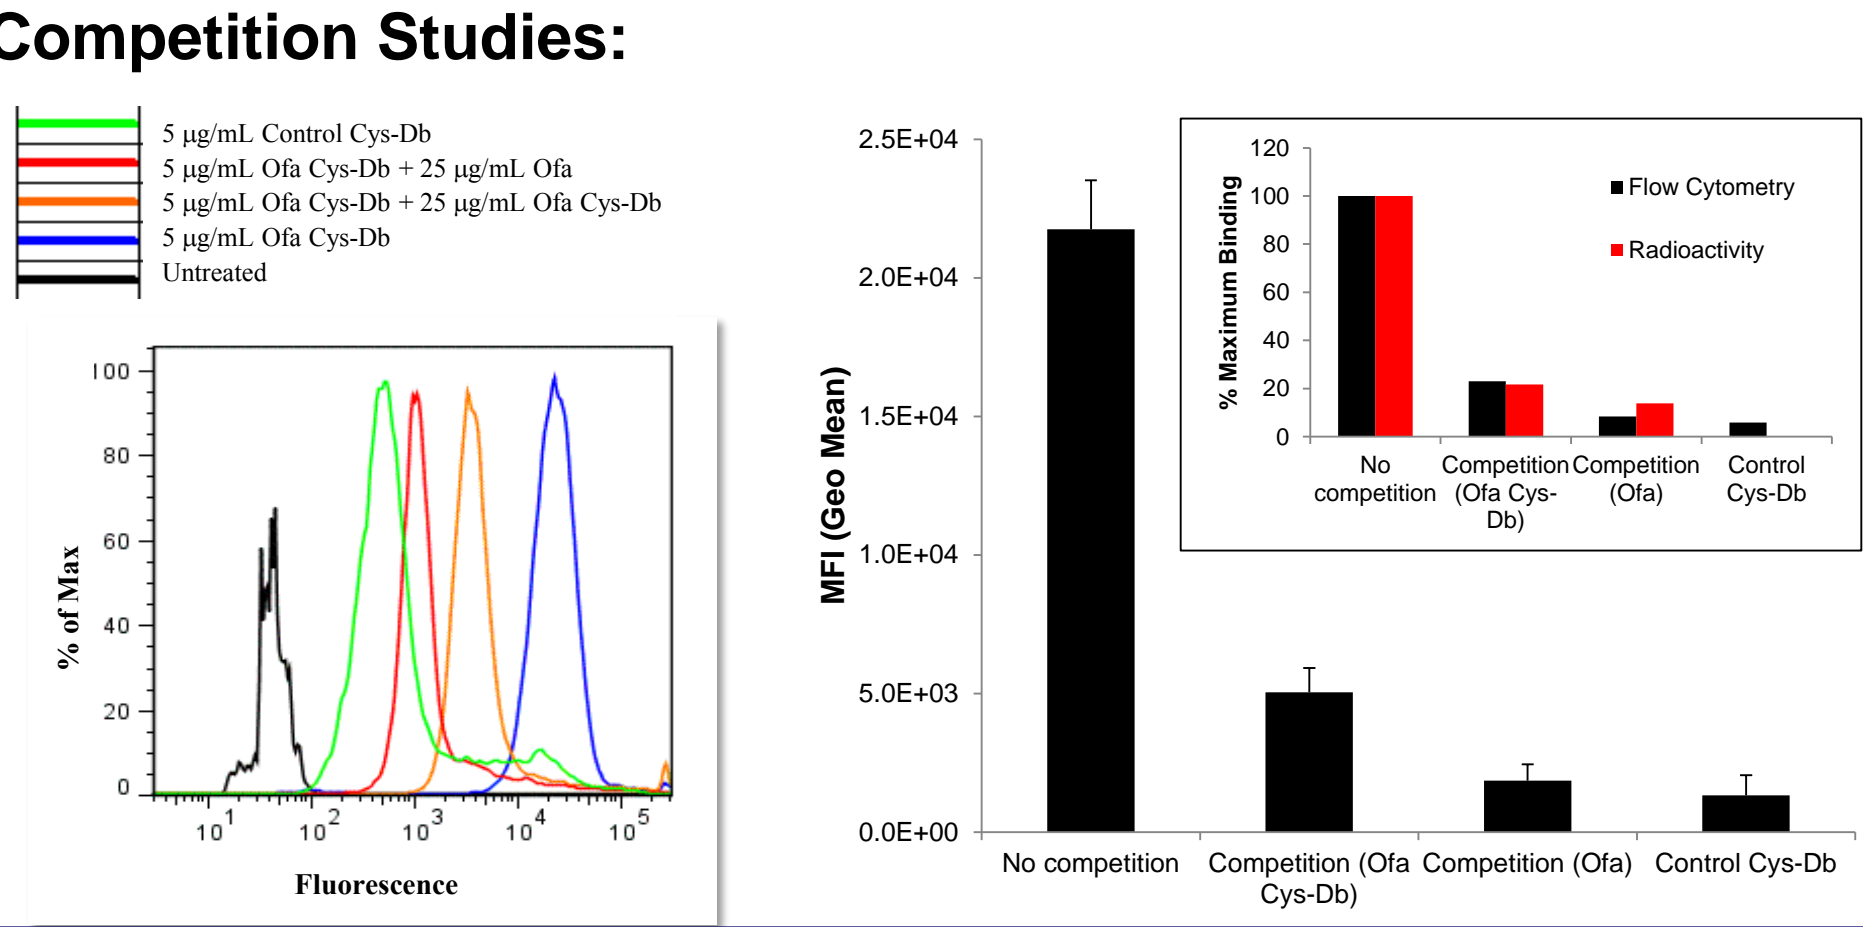 Competition Studies:
5 μg/mL Control Cys-Db
5 μg/mL Ofa Cys-Db + 25 μg/mL Ofa
5 μg/mL Ofa Cys-Db + 25 μg/mL Ofa Cys-Db
5 μg/mL Ofa Cys-Db
Untreated
% of Max
100
80
60
40
20
0
10^1 10^2 10^3 10^4 10^5
Fluorescence
MFI (Geo Mean)
2.5E+04
2.0E+04
1.5E+04
1.0E+04
5.0E+03
0.0E+00
No competition
Competition (Ofa
Cys-Db)
Competition (Ofa)
Control Cys-Db
% Maximum Binding
120
100
80
60
40
20
0
Flow Cytometry
Radioactivity
No
competition
Competition
(Ofa Cys-
Db)
Competition
(Ofa)
Control
Cys-Db